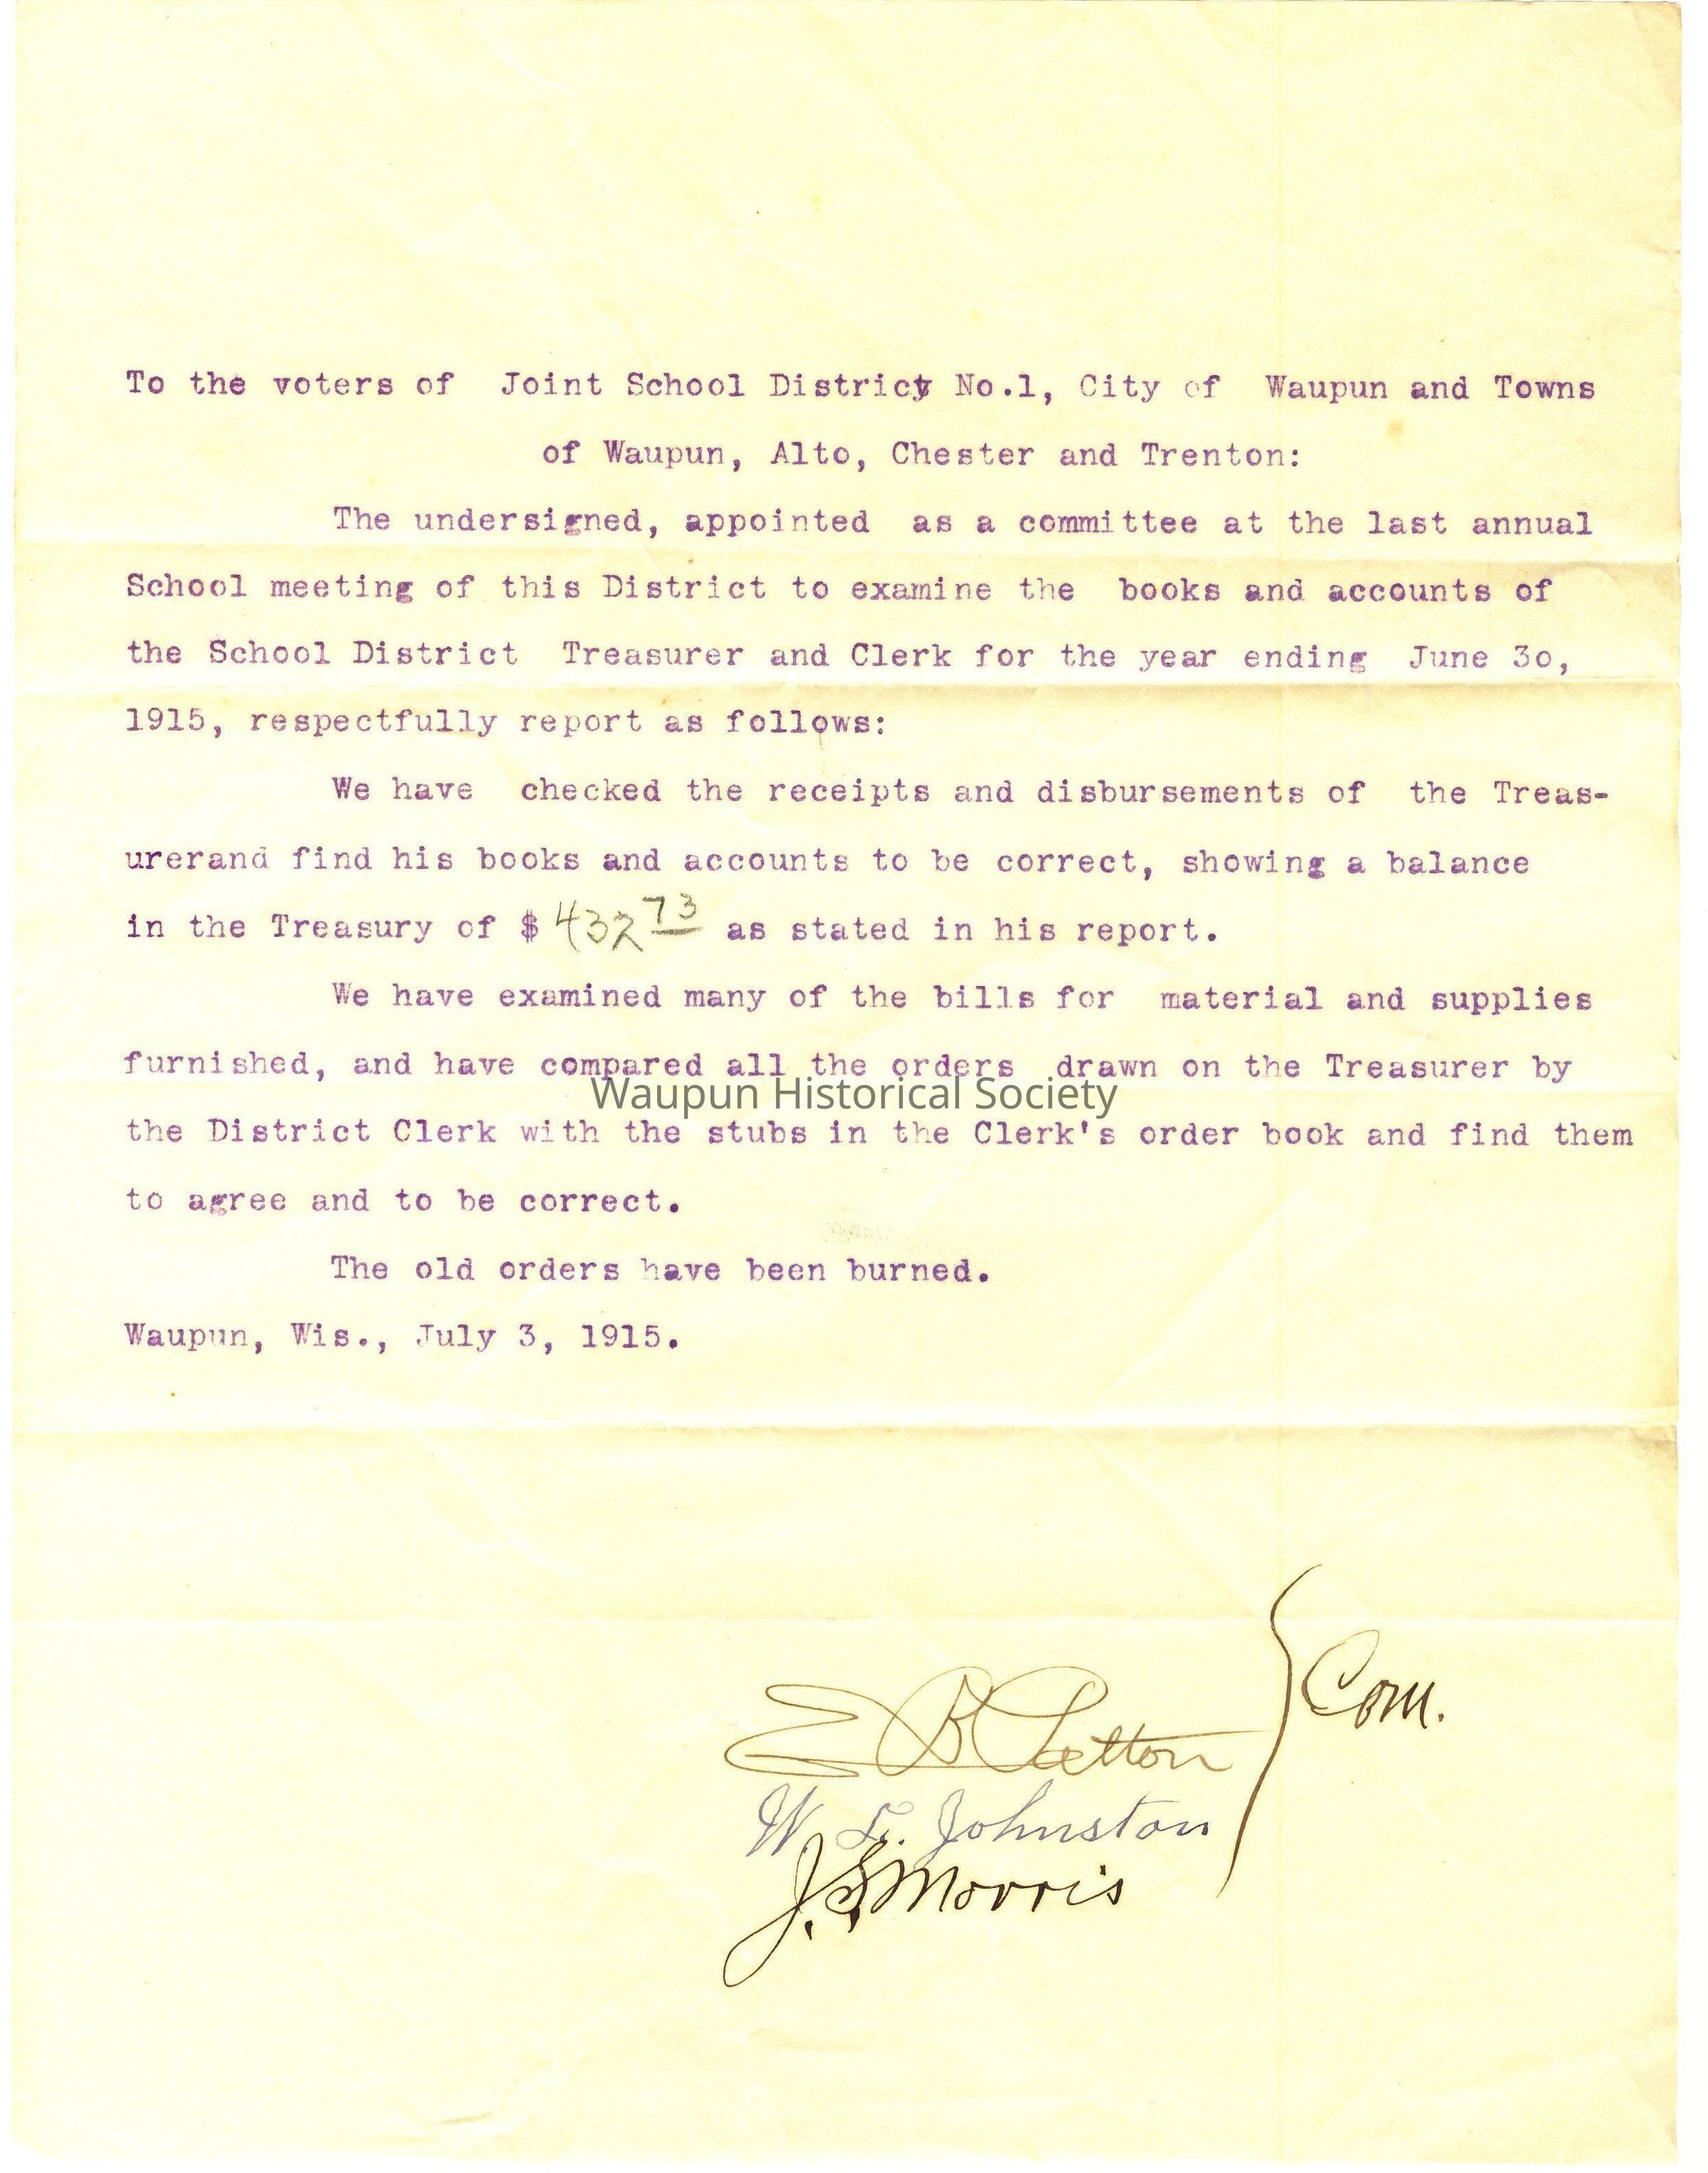 To the voters of Joint School District No.1, City of Waupun and Towns
of Waupun, Alto, Chester and Trenton:
The undersigned, appointed as a committee at the last annual
School meeting of this District to examine the books and accounts of
the School District Treasurer and Clerk for the year ending June 3o,
1915, respectfully report as follows:
We have checked the receipts and disbursements of the Treas-
urerand find his books and accounts to be correct, showing a balance
in the Treasury of $ 432 73 as stated in his report.
We have examined many of the bills for material and supplies
furnished, and have compared all the orders drawn on the Treasurer by
Waupun Historical Society
the District Clerk with the stubs in the Clerk's order book and find them
to agree and to be correct.
The old orders have been burned.
Waupun, Wis., July 3, 1915.
Com.
E B
W Johnston
J. S. Morris